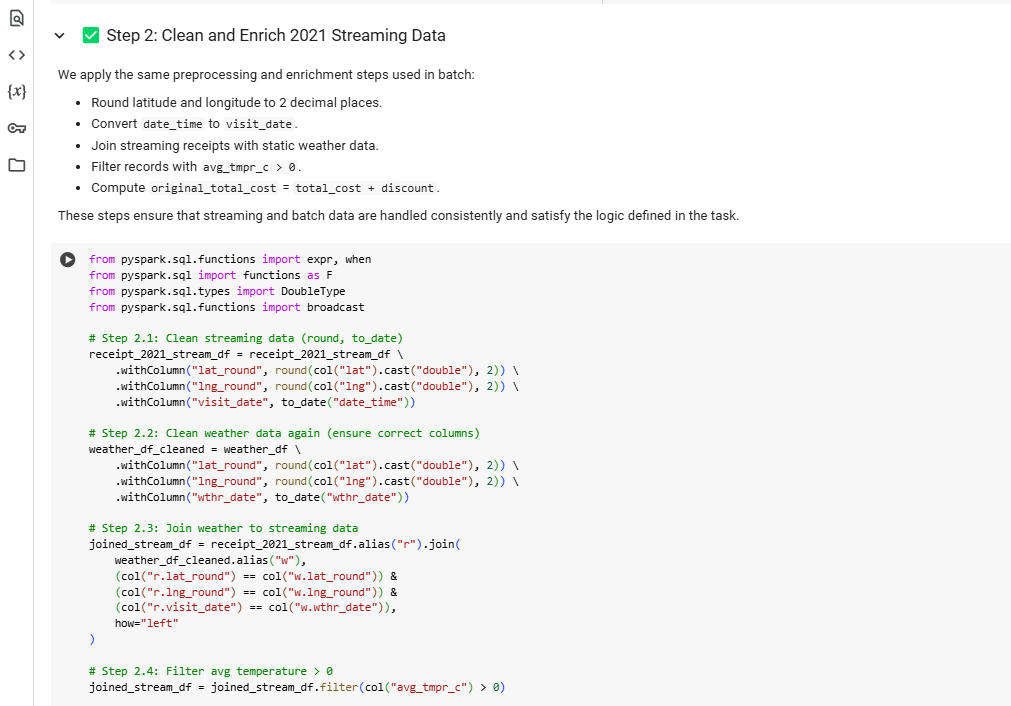 Step 2: Clean and Enrich 2021 Streaming Data
We apply the same preprocessing and enrichment steps used in batch:
• Round latitude and longitude to 2 decimal places.
• Convert date_time to visit_date.
• Join streaming receipts with static weather data.
• Filter records with avg_tmpr_c > 0.
• Compute original_total_cost = total_cost + discount.
These steps ensure that streaming and batch data are handled consistently and satisfy the logic defined in the task.
from pyspark.sql.functions import expr, when
from pyspark.sql import functions as F
from pyspark.sql.types import DoubleType
from pyspark.sql.functions import broadcast
# Step 2.1: Clean streaming data (round, to_date)
receipt_2021_stream_df = receipt_2021_stream_df \
    .withColumn("lat_round", round(col("lat").cast("double"), 2)) \
    .withColumn("lng_round", round(col("lng").cast("double"), 2)) \
    .withColumn("visit_date", to_date("date_time"))
# Step 2.2: Clean weather data again (ensure correct columns)
weather_df_cleaned = weather_df \
    .withColumn("lat_round", round(col("lat").cast("double"), 2)) \
    .withColumn("lng_round", round(col("lng").cast("double"), 2)) \
    .withColumn("wthr_date", to_date("wthr_date"))
# Step 2.3: Join weather to streaming data
joined_stream_df = receipt_2021_stream_df.alias("r").join(
    weather_df_cleaned.alias("w"),
    (col("r.lat_round") == col("w.lat_round")) &
    (col("r.lng_round") == col("w.lng_round")) &
    (col("r.visit_date") == col("w.wthr_date")),
    how="left"
)
# Step 2.4: Filter avg temperature > 0
joined_stream_df = joined_stream_df.filter(col("avg_tmpr_c") > 0)